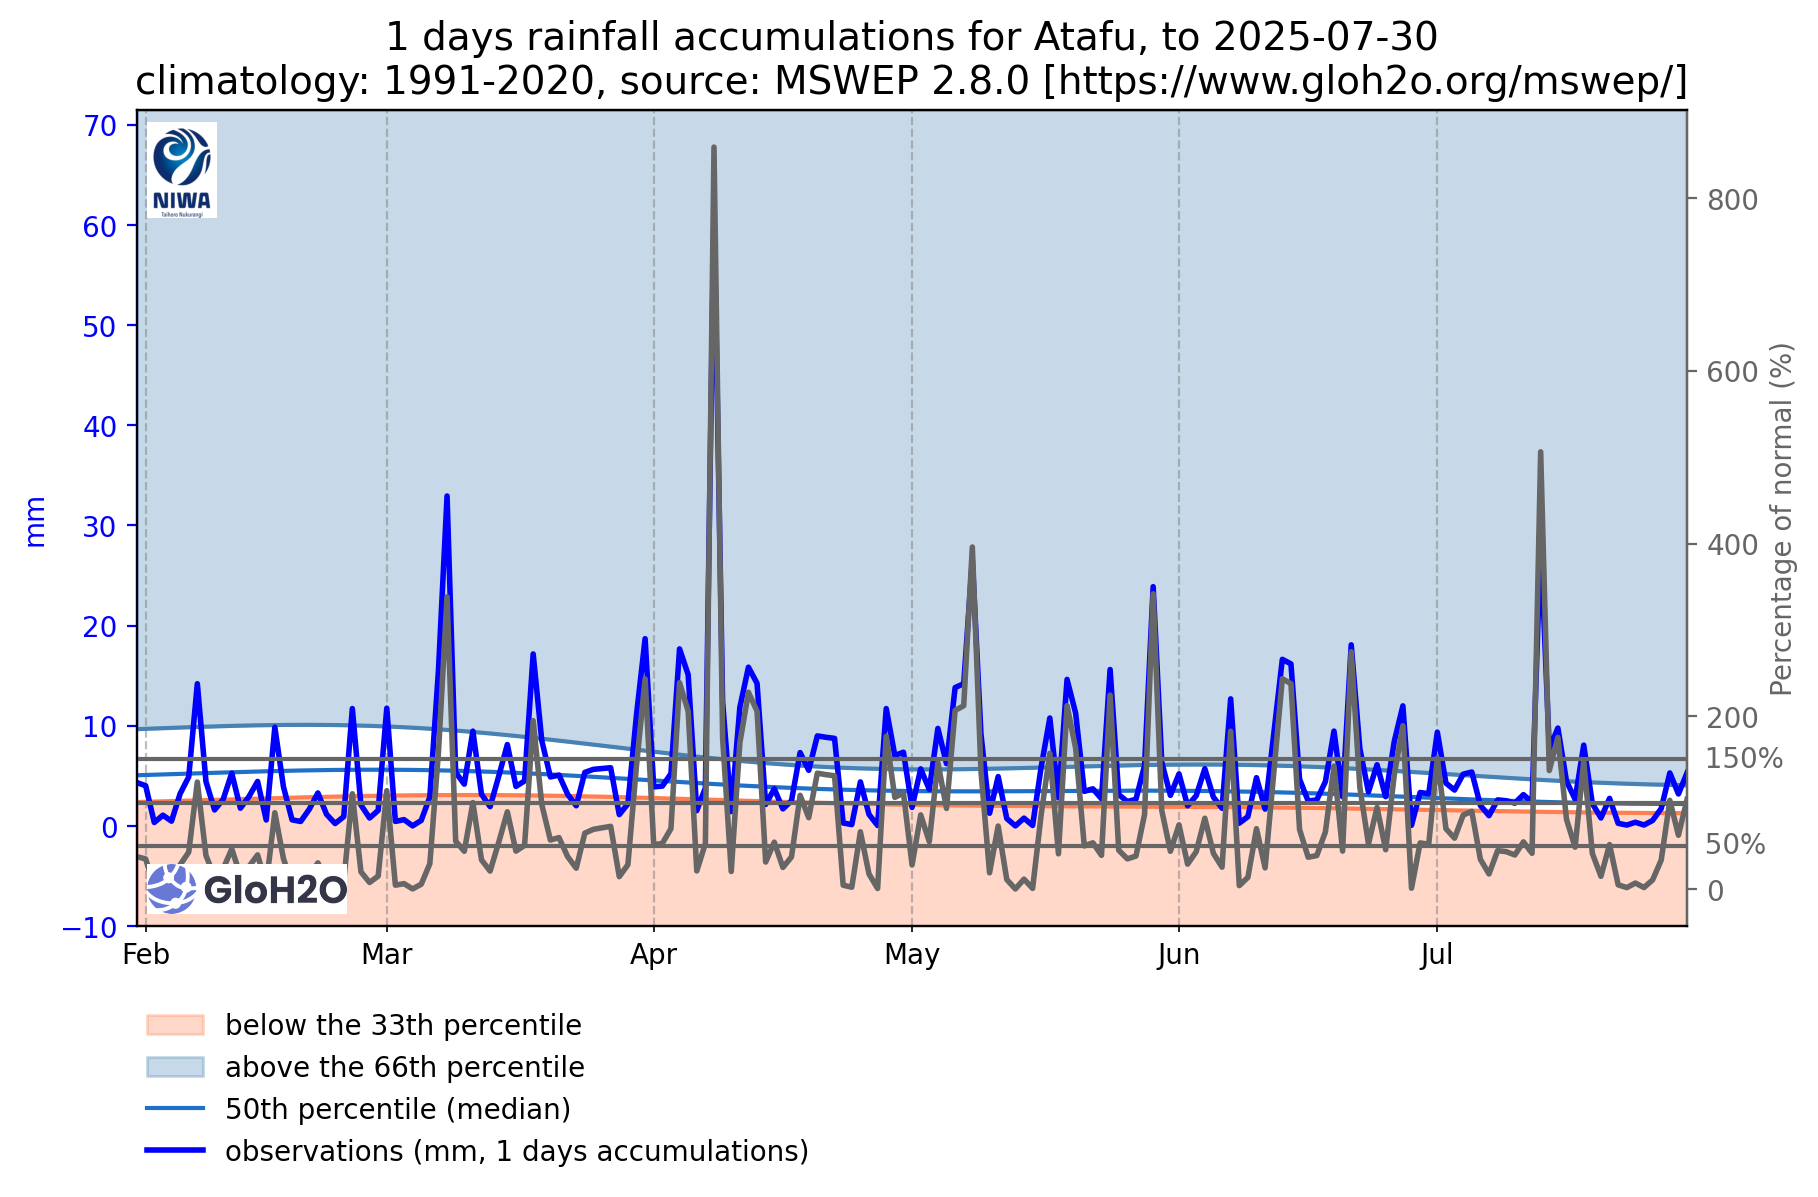 1 days rainfall accumulations for Atafu, to 2025-07-30
climatology: 1991-2020, source: MSWEP 2.8.0 [https://www.gloh2o.org/mswep/]
70
60
50
40
30
20
10
0
−10
mm
NIWA
Taihoro Nukurangi
GloH2O
800
600
400
200
150%
50%
0
Percentage of normal (%)
Feb
Mar
Apr
May
Jun
Jul
below the 33th percentile
above the 66th percentile
50th percentile (median)
observations (mm, 1 days accumulations)